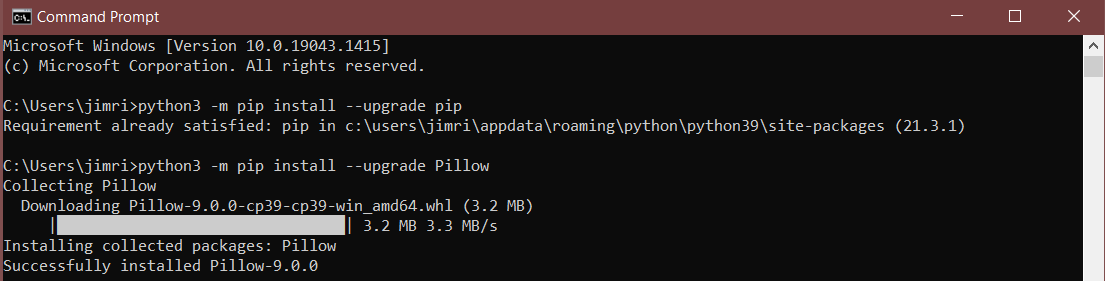 Command Prompt
Microsoft Windows [Version 10.0.19043.1415]
(c) Microsoft Corporation. All rights reserved.
C:\Users\jimri>python3 -m pip install --upgrade pip
Requirement already satisfied: pip in c:\users\jimri\appdata\roaming\python\python39\site-packages (21.3.1)
C:\Users\jimri>python3 -m pip install --upgrade Pillow
Collecting Pillow
  Downloading Pillow-9.0.0-cp39-cp39-win_amd64.whl (3.2 MB)
     |████████████████████████████████| 3.2 MB 3.3 MB/s
Installing collected packages: Pillow
Successfully installed Pillow-9.0.0